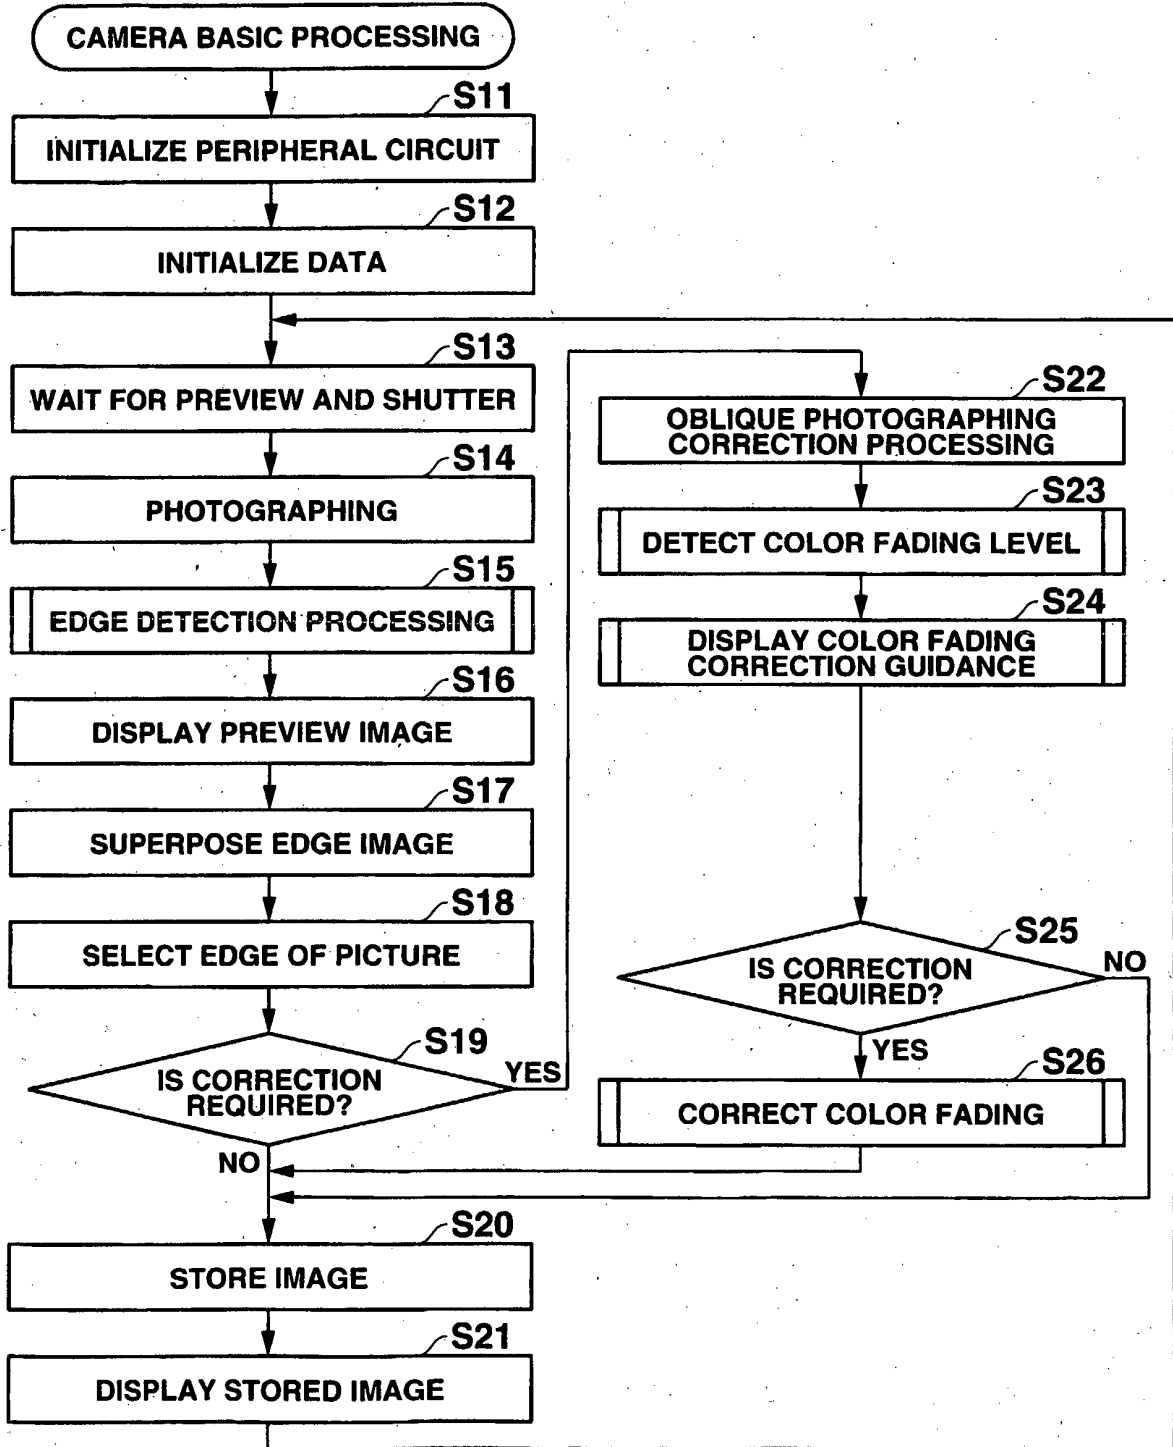 CAMERA BASIC PROCESSING
S11
INITIALIZE PERIPHERAL CIRCUIT
S12
INITIALIZE DATA
S13
WAIT FOR PREVIEW AND SHUTTER
S14
PHOTOGRAPHING
S15
EDGE DETECTION PROCESSING
S16
DISPLAY PREVIEW IMAGE
S17
SUPERPOSE EDGE IMAGE
S18
SELECT EDGE OF PICTURE
S19
IS CORRECTION
REQUIRED?
YES
NO
S20
STORE IMAGE
S21
DISPLAY STORED IMAGE
S22
OBLIQUE PHOTOGRAPHING
CORRECTION PROCESSING
S23
DETECT COLOR FADING LEVEL
S24
DISPLAY COLOR FADING
CORRECTION GUIDANCE
S25
IS CORRECTION
REQUIRED?
NO
YES
S26
CORRECT COLOR FADING